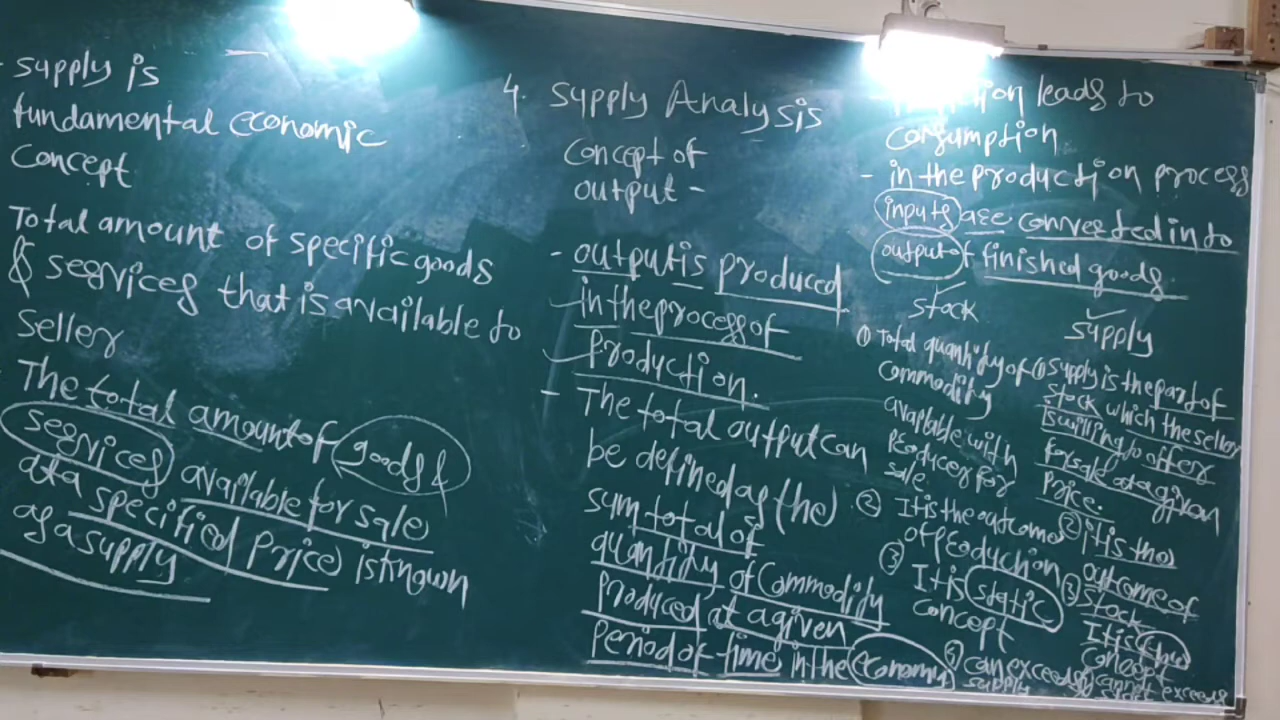 - supply is
fundamental economic
concept
Total amount of specific goods
& segvices that is available to
seller
The total amount of goods &
segvices available for sale
at a specified price is known
as a supply
4. Supply Analysis
concept of
output -
- output is produced
in the process of
Production.
- The total output can
be defined as (the)
sum total of
quantity of commodity
produced at a given
Period of time in the economy
leads to
consumption
- in the production process
inputs are converted into
output of finished goods
stock
① Total quantity of
commodity
available with
Producer for
sale
② It is the outcome
of production
③ It is static
concept
④ can exceed
supply
supply
① supply is the part of
stock which the seller
is willing to offer
for sale at a given
price.
② it is the
outcome of
stock
③ It is flow
concept
cannot exceed